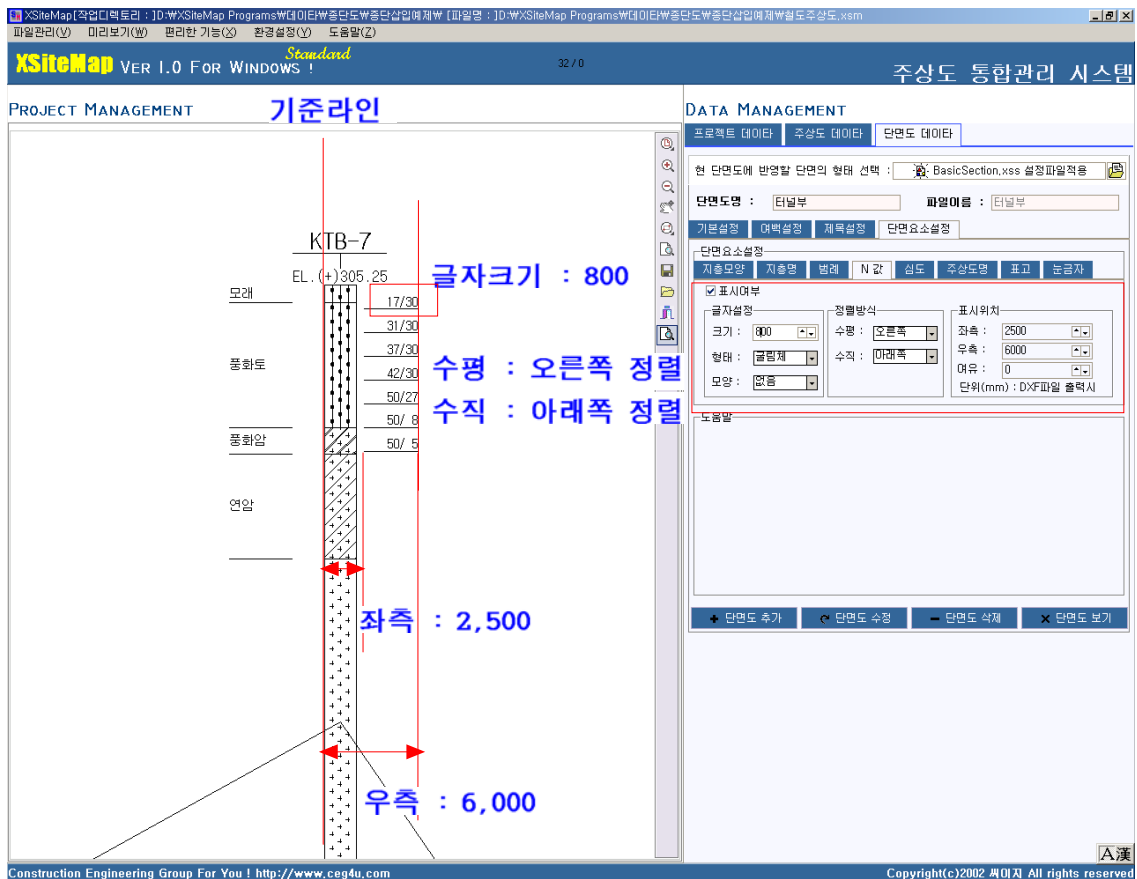 XSiteMap[작업디렉토리 : ]D:₩XSiteMap Programs₩데이타₩종단도₩종단삽입예제₩ [파일명 : ]D:₩XSiteMap Programs₩데이타₩종단도₩종단삽입예제₩철도주상도.xsm
파일관리(V) 미리보기(W) 편리한 기능(X) 환경설정(Y) 도움말(Z)
XSiteMap VER 1.0 FOR WINDOWS !
Standard
32 / 0
주상도 통합관리 시스템
PROJECT MANAGEMENT
기준라인
KTB-7
EL.(+)305.25
글자크기 : 800
모래
17/30
31/30
37/30
풍화토
42/30
수평 : 오른쪽 정렬
50/27
수직 : 아래쪽 정렬
50/ 8
풍화암
50/ 5
연암
좌측 : 2,500
우측 : 6,000
DATA MANAGEMENT
프로젝트 데이타 주상도 데이타 단면도 데이타
현 단면도에 반영할 단면의 형태 선택 : BasicSection.xss 설정파일적용
단면도명 : 터널부 파일이름 : 터널부
기본설정 여백설정 제목설정 단면요소설정
단면요소설정
지층모양 지층명 범례 N 값 심도 주상도명 표고 눈금자
표시여부
글자설정 정렬방식 표시위치
크기 : 800 수평 : 오른쪽 좌측 : 2500
형태 : 굴림체 수직 : 아래쪽 우측 : 6000
모양 : 없음 여유 : 0
단위(mm) : DXF파일 출력시
도움말
단면도 추가 단면도 수정 단면도 삭제 단면도 보기
A漢
Construction Engineering Group For You ! http://www.ceg4u.com
Copyright(c)2002 씨이지 All rights reserved